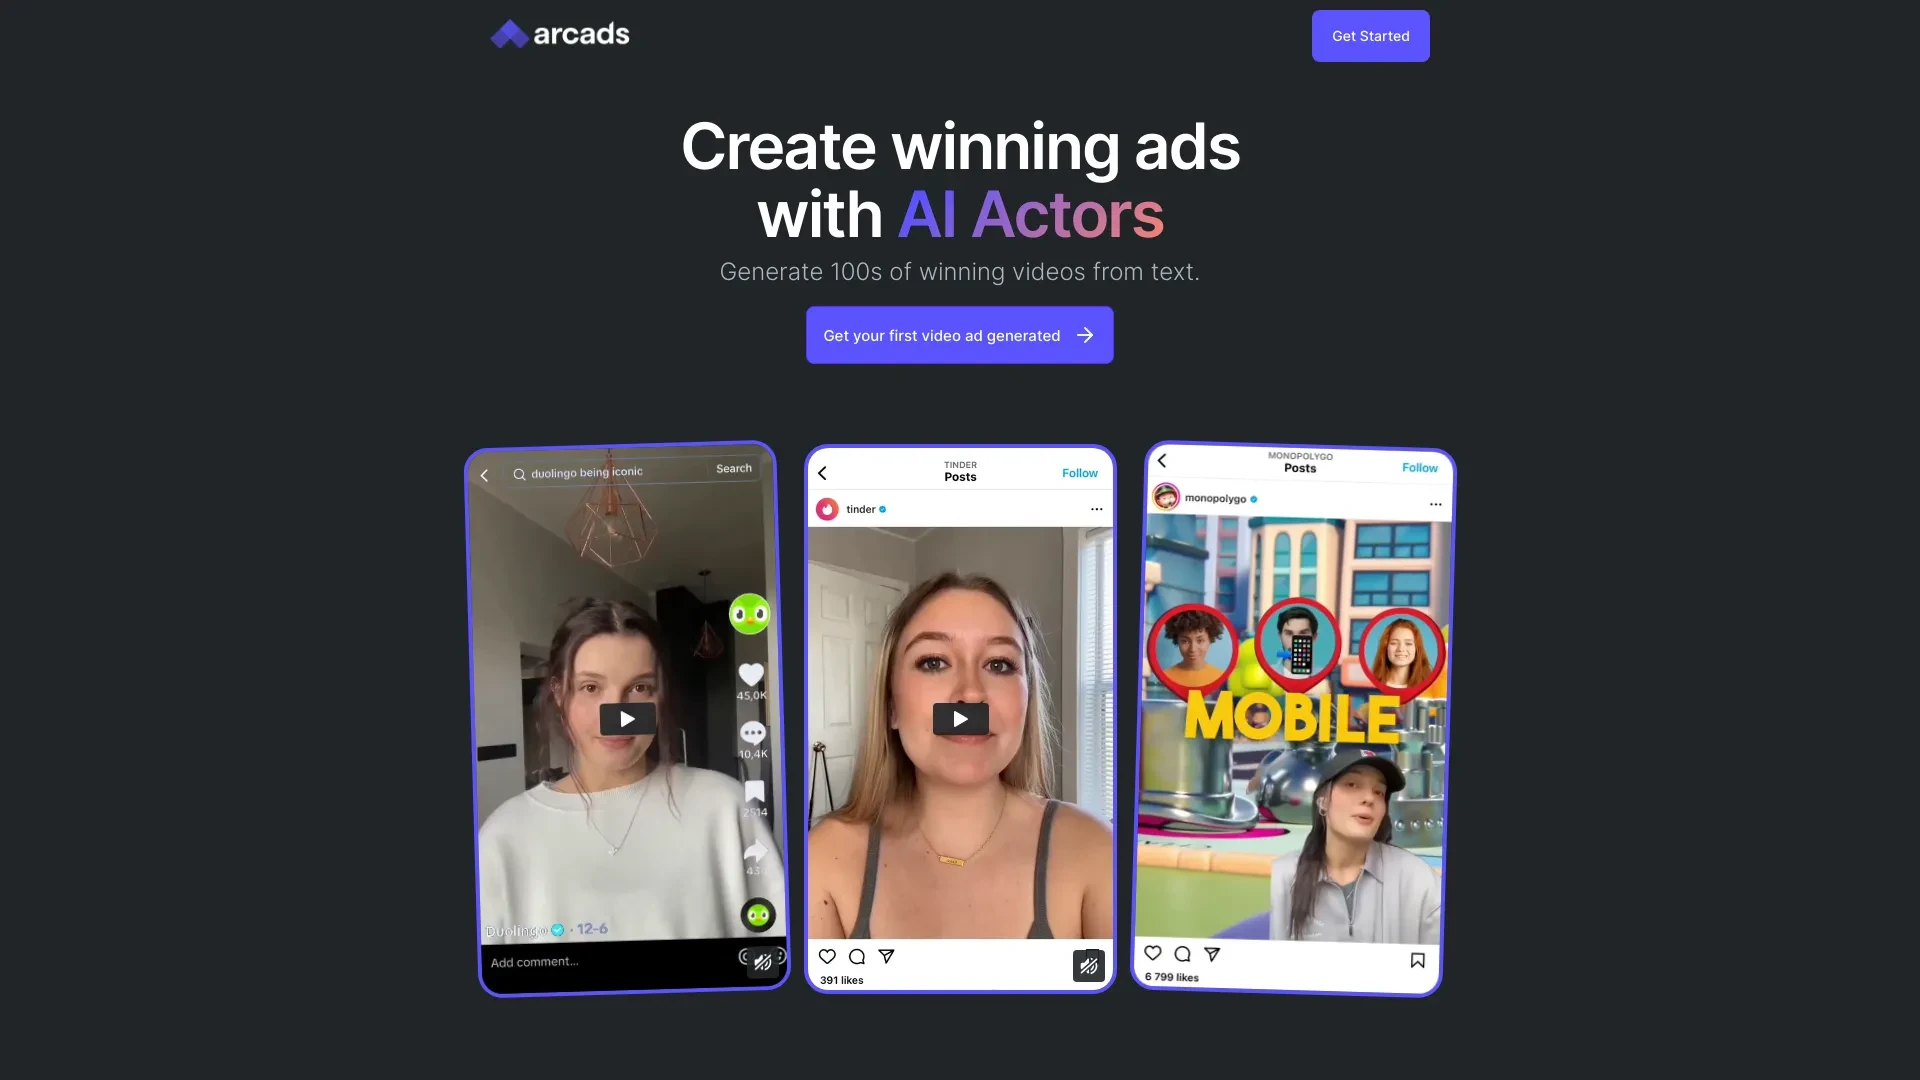 arcads
Get Started
Create winning ads
with AI Actors
Generate 100s of winning videos from text.
Get your first video ad generated
duolingo being iconic
Search
45,0K
10,4K
2514
43
Duolingo · 12-6
Add comment...
TINDER
Posts
Follow
tinder
391 likes
MONOPOLYGO
Posts
Follow
monopolygo
MOBILE
6 799 likes